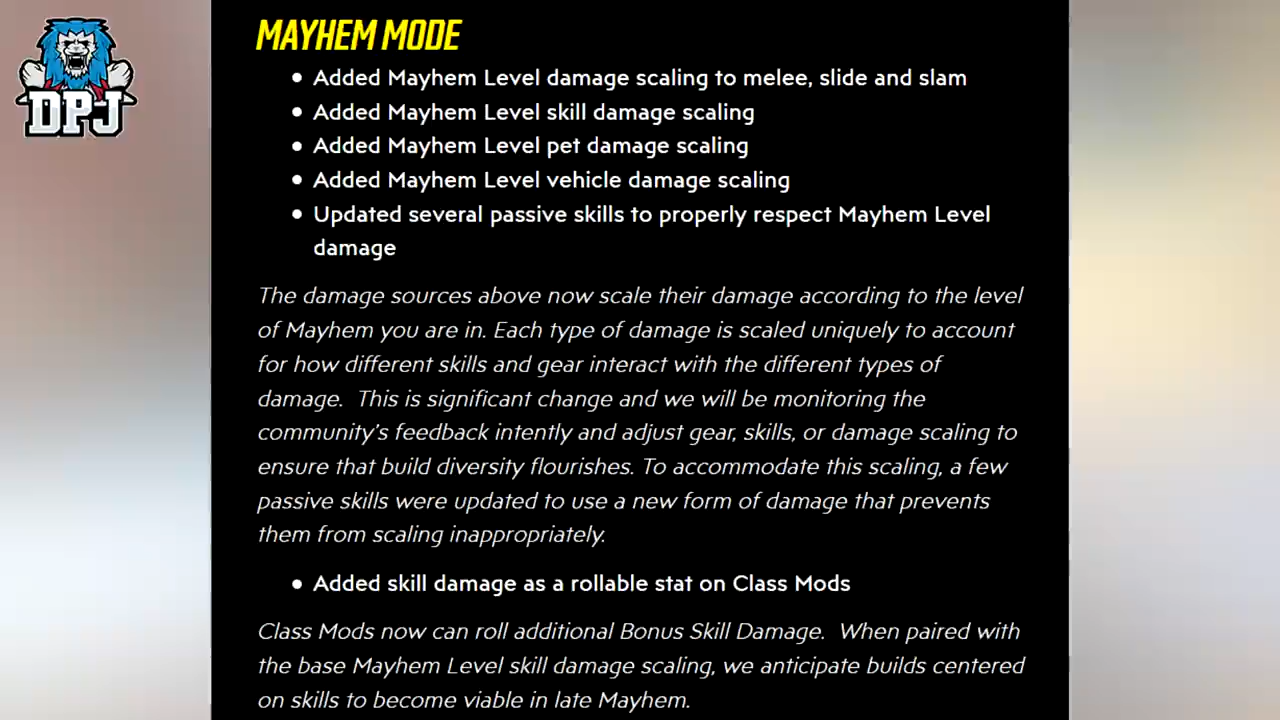 DPJ
MAYHEM MODE
• Added Mayhem Level damage scaling to melee, slide and slam
• Added Mayhem Level skill damage scaling
• Added Mayhem Level pet damage scaling
• Added Mayhem Level vehicle damage scaling
• Updated several passive skills to properly respect Mayhem Level
damage
The damage sources above now scale their damage according to the level
of Mayhem you are in. Each type of damage is scaled uniquely to account
for how different skills and gear interact with the different types of
damage.  This is significant change and we will be monitoring the
community's feedback intently and adjust gear, skills, or damage scaling to
ensure that build diversity flourishes. To accommodate this scaling, a few
passive skills were updated to use a new form of damage that prevents
them from scaling inappropriately.
• Added skill damage as a rollable stat on Class Mods
Class Mods now can roll additional Bonus Skill Damage.  When paired with
the base Mayhem Level skill damage scaling, we anticipate builds centered
on skills to become viable in late Mayhem.